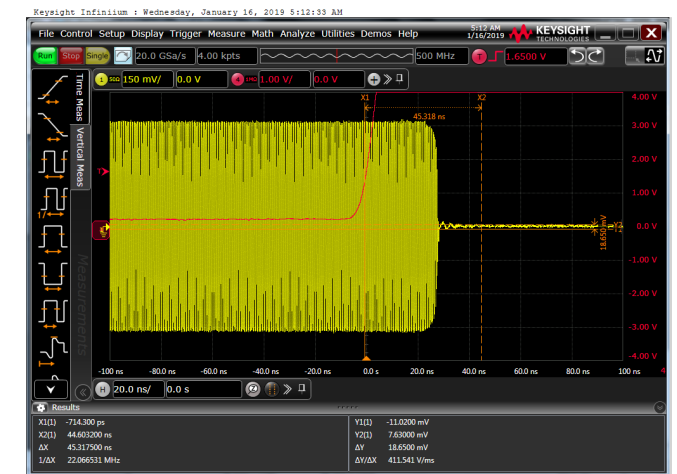 Keysight Infiniium : Wednesday, January 16, 2019 5:12:33 AM
File Control Setup Display Trigger Measure Math Analyze Utilities Demos Help
5:12 AM
1/16/2019
KEYSIGHT
TECHNOLOGIES
Run Stop Single 20.0 GSa/s 4.00 kpts 500 MHz T 1.6500 V
1 50Ω 150 mV/ 0.0 V 4 1MΩ 1.00 V/ 0.0 V
Time Meas
Vertical Meas
Measurements
X1 X2
45.318 ns
18.650 mV
4.00 V
3.00 V
2.00 V
1.00 V
0.0 V
-1.00 V
-2.00 V
-3.00 V
-4.00 V
T
1/
-100 ns -80.0 ns -60.0 ns -40.0 ns -20.0 ns 0.0 s 20.0 ns 40.0 ns 60.0 ns 80.0 ns 100 ns 4
H 20.0 ns/ 0.0 s
Results
X1(1) -714.300 ps
X2(1) 44.603200 ns
ΔX 45.317500 ns
1/ΔX 22.066531 MHz
Y1(1) -11.0200 mV
Y2(1) 7.63000 mV
ΔY 18.6500 mV
ΔY/ΔX 411.541 V/ms